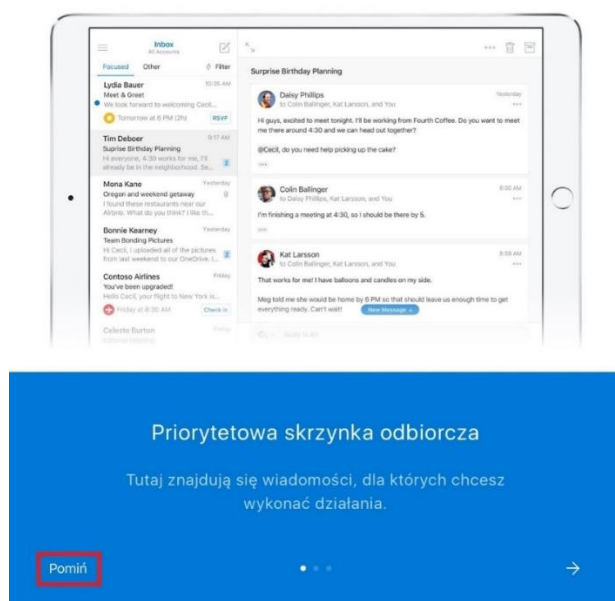 Inbox
All Accounts
Focused Other Filter
Lydia Bauer 10:36 AM
Meet & Greet
We look forward to welcoming Cecil...
Tomorrow at 6 PM (2h) RSVP
Tim Deboer 9:17 AM
Suprise Birthday Planning
Hi everyone, 4:30 works for me, I'll
already be in the neighborhood. Se... 2
Mona Kane Yesterday
Oregon and weekend getaway
I found these restaurants near our
Airbnb. What do you think? I like th...
Bonnie Kearney Yesterday
Team Bonding Pictures
Hi Cecil, I uploaded all of the pictures
from last weekend to our OneDrive. I... 2
Contoso Airlines Friday
You've been upgraded!
Hello Cecil, your flight to New York is...
Friday at 8:30 AM Check in
Celeste Burton Friday
Surprise Birthday Planning
Daisy Phillips Yesterday
to Colin Ballinger, Kat Larsson, and You
Hi guys, excited to meet tonight. I'll be working from Fourth Coffee. Do you want to meet
me there around 4:30 and we can head out together?
@Cecil, do you need help picking up the cake?
Colin Ballinger 8:30 AM
to Daisy Phillips, Kat Larsson, and You
I'm finishing a meeting at 4:30, so I should be there by 5.
Kat Larsson 8:59 AM
to Colin Ballinger, Kat Larsson, and You
That works for me! I have balloons and candles on my side.
Meg told me she would be home by 6 PM so that should leave us enough time to get
everything ready. Can't wait! New Message ↓
Reply to All
Priorytetowa skrzynka odbiorcza
Tutaj znajdują się wiadomości, dla których chcesz
wykonać działania.
Pomiń →